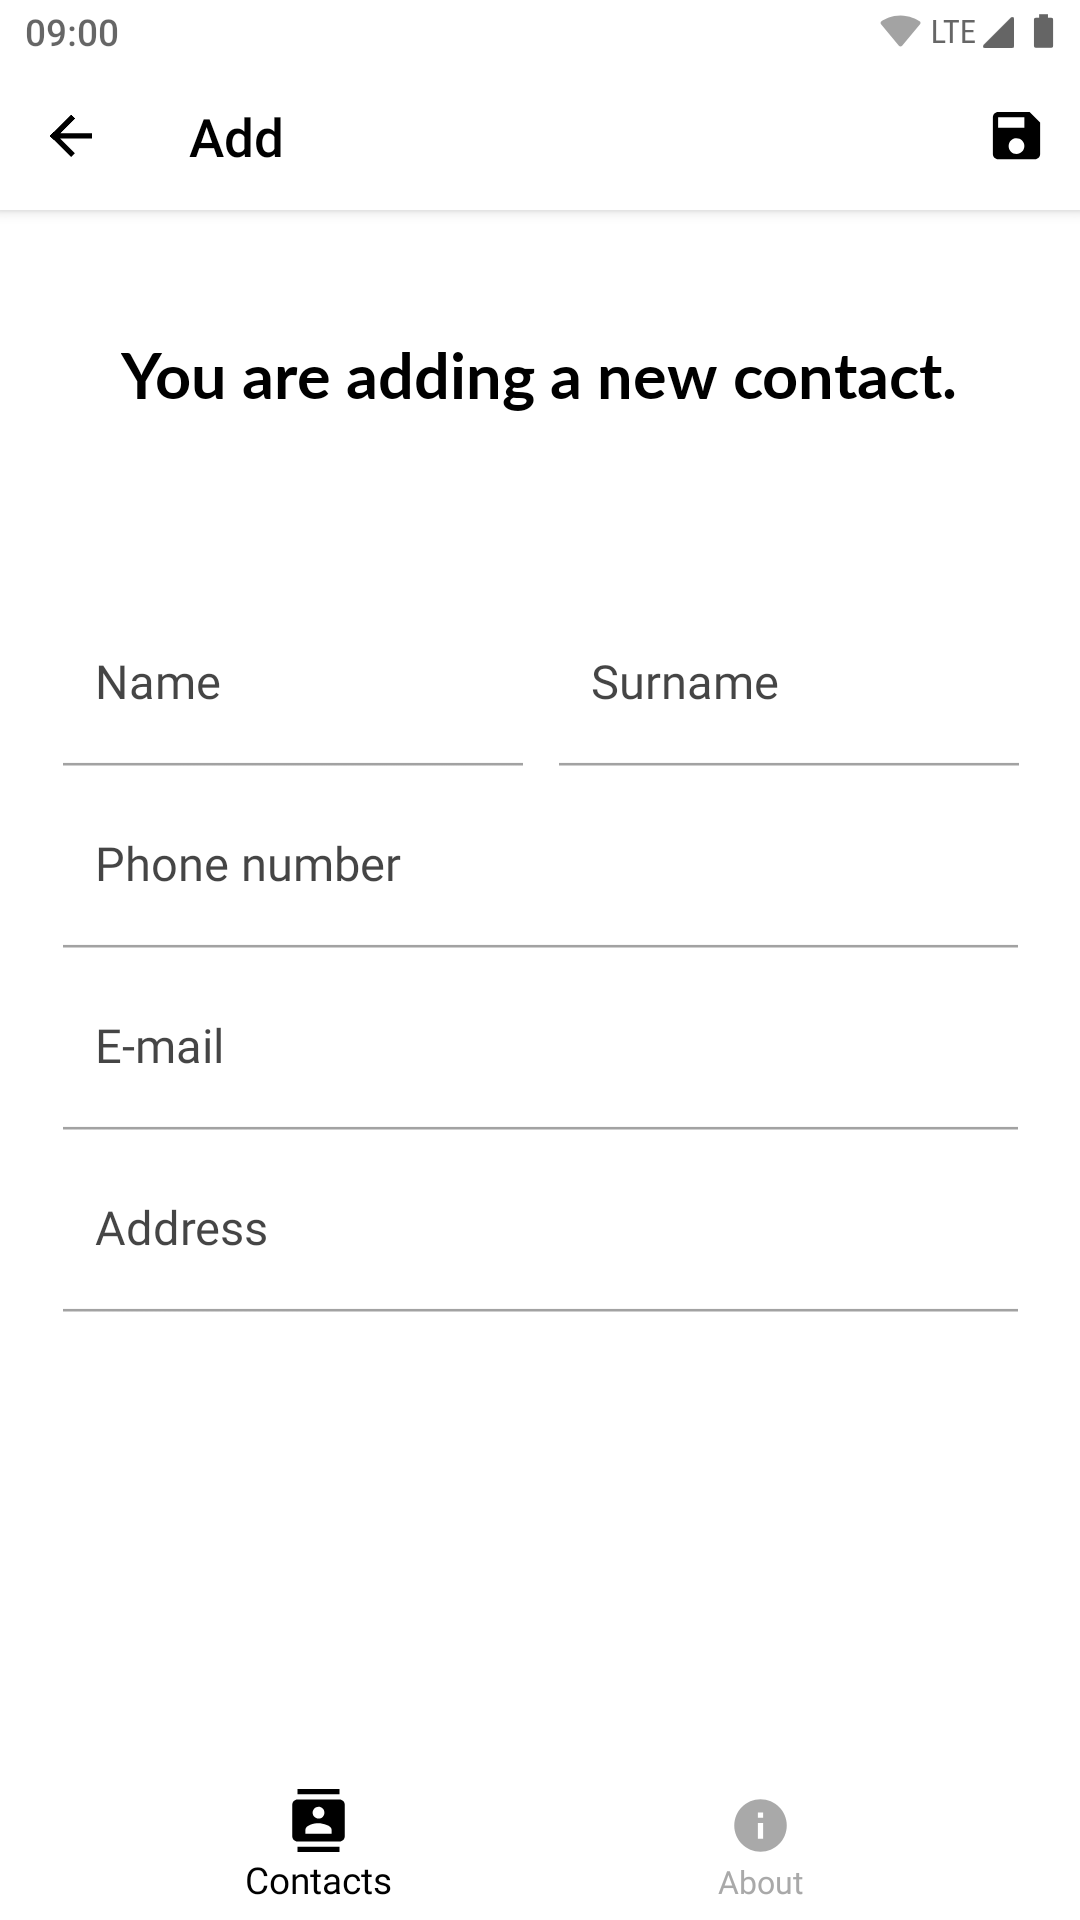 09:00 LTE
Add
You are adding a new contact.
Name Surname
Phone number
E-mail
Address
Contacts About